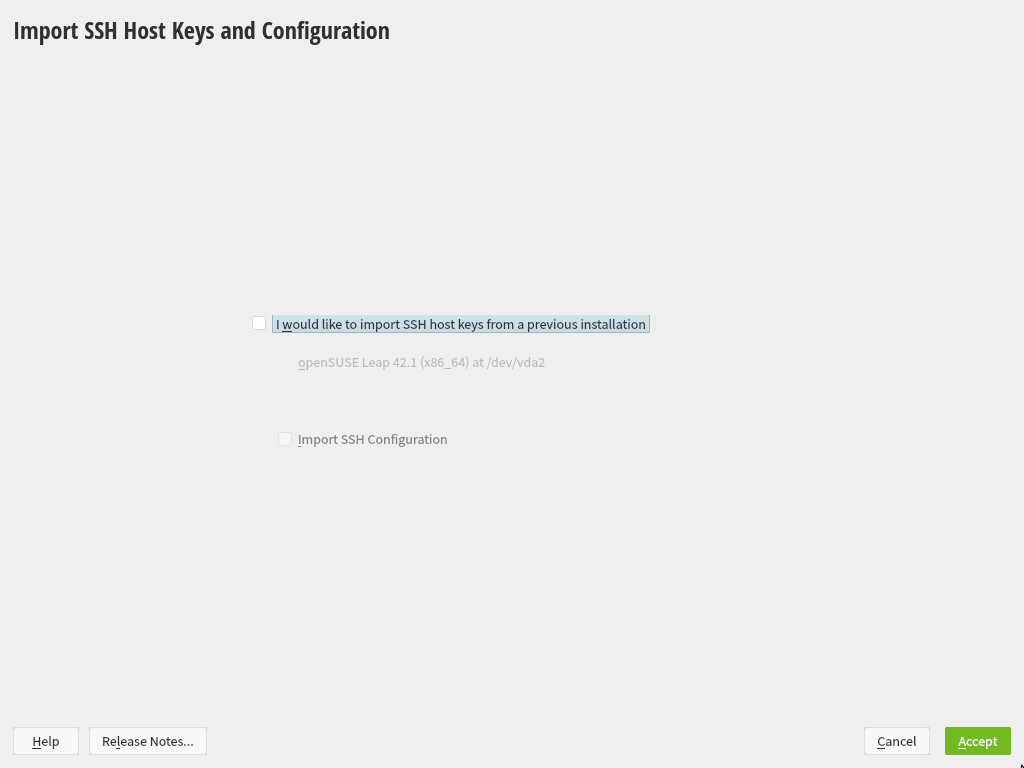 Import SSH Host Keys and Configuration
I would like to import SSH host keys from a previous installation
openSUSE Leap 42.1 (x86_64) at /dev/vda2
Import SSH Configuration
Help Release Notes... Cancel Accept